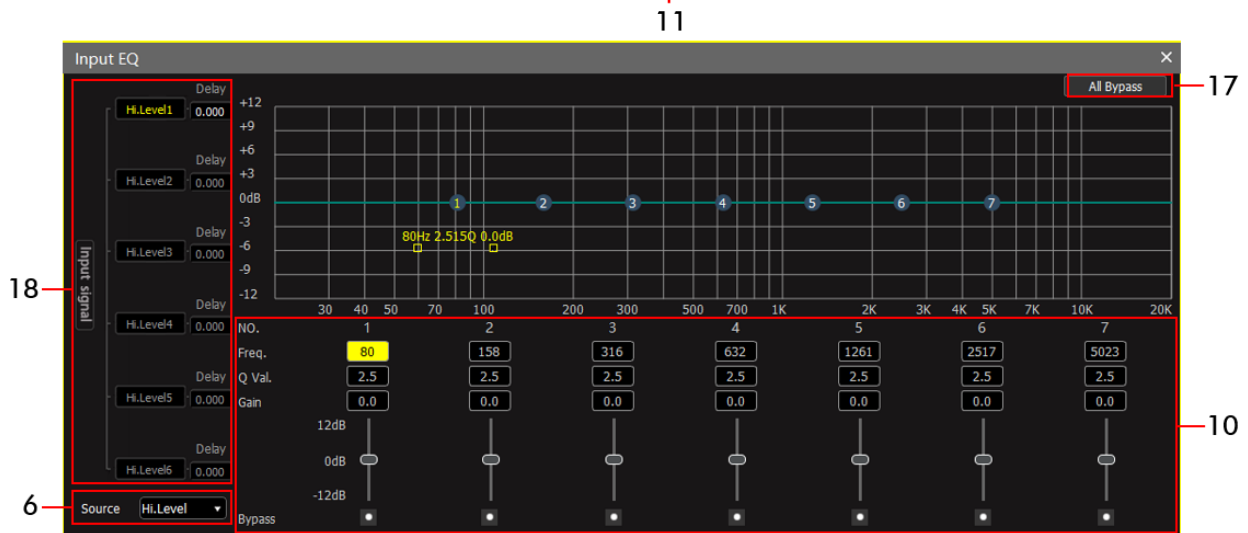 11
Input EQ ×
17
All Bypass
18
Input signal
Delay
Hi.Level1 0.000
Delay
Hi.Level2 0.000
Delay
Hi.Level3 0.000
Delay
Hi.Level4 0.000
Delay
Hi.Level5 0.000
Delay
Hi.Level6 0.000
6
Source Hi.Level
+12
+9
+6
+3
0dB
-3
-6
-9
-12
1 2 3 4 5 6 7
80Hz 2.515Q 0.0dB
30 40 50 70 100 200 300 500 700 1K 2K 3K 4K 5K 7K 10K 20K
10
NO. 1 2 3 4 5 6 7
Freq. 80 158 316 632 1261 2517 5023
Q Val. 2.5 2.5 2.5 2.5 2.5 2.5 2.5
Gain 0.0 0.0 0.0 0.0 0.0 0.0 0.0
12dB
0dB
-12dB
Bypass